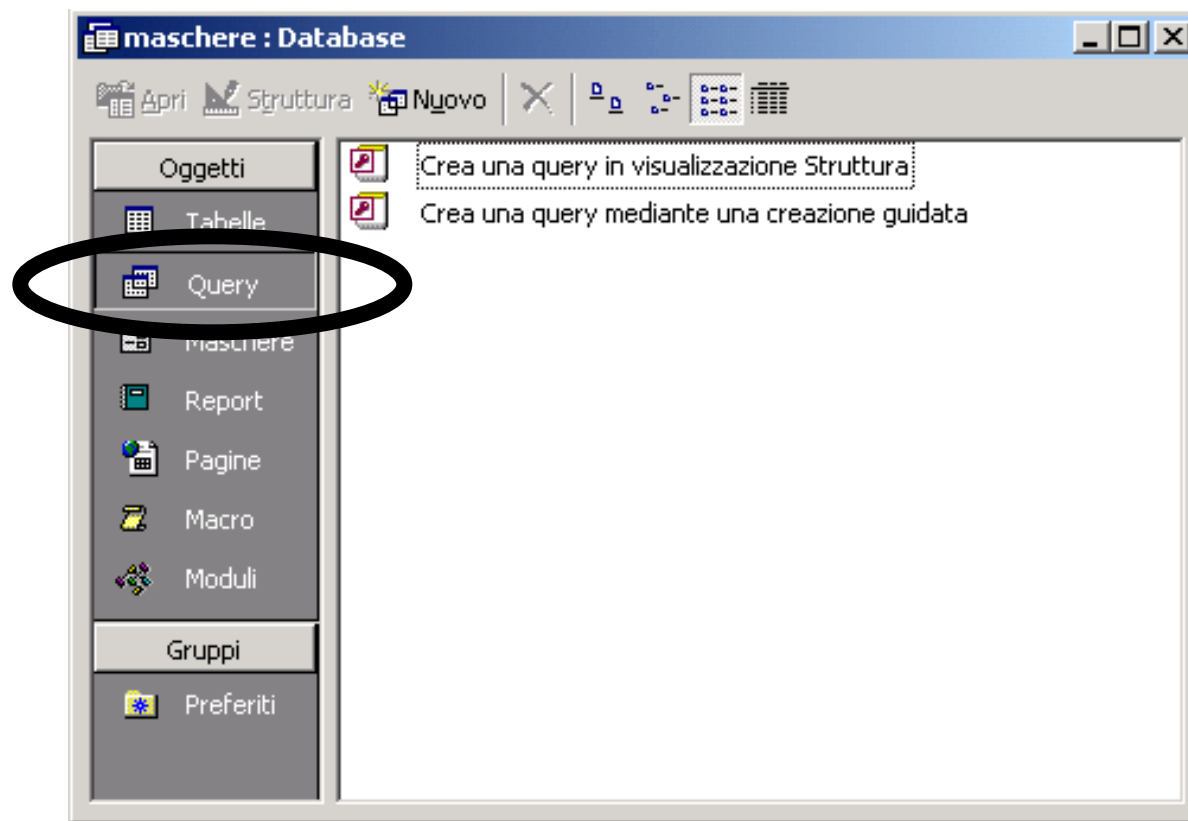 maschere : Database
Apri Struttura Nuovo
Oggetti
Tabelle
Query
Maschere
Report
Pagine
Macro
Moduli
Gruppi
Preferiti
Crea una query in visualizzazione Struttura
Crea una query mediante una creazione guidata